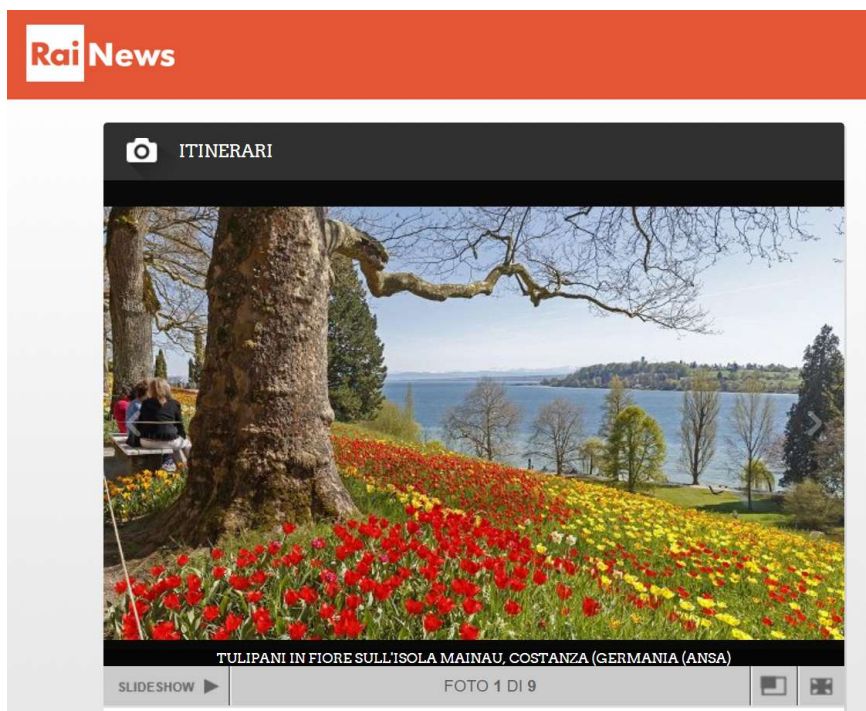 Rai News
ITINERARI
TULIPANI IN FIORE SULL'ISOLA MAINAU, COSTANZA (GERMANIA (ANSA)
SLIDESHOW
FOTO 1 DI 9